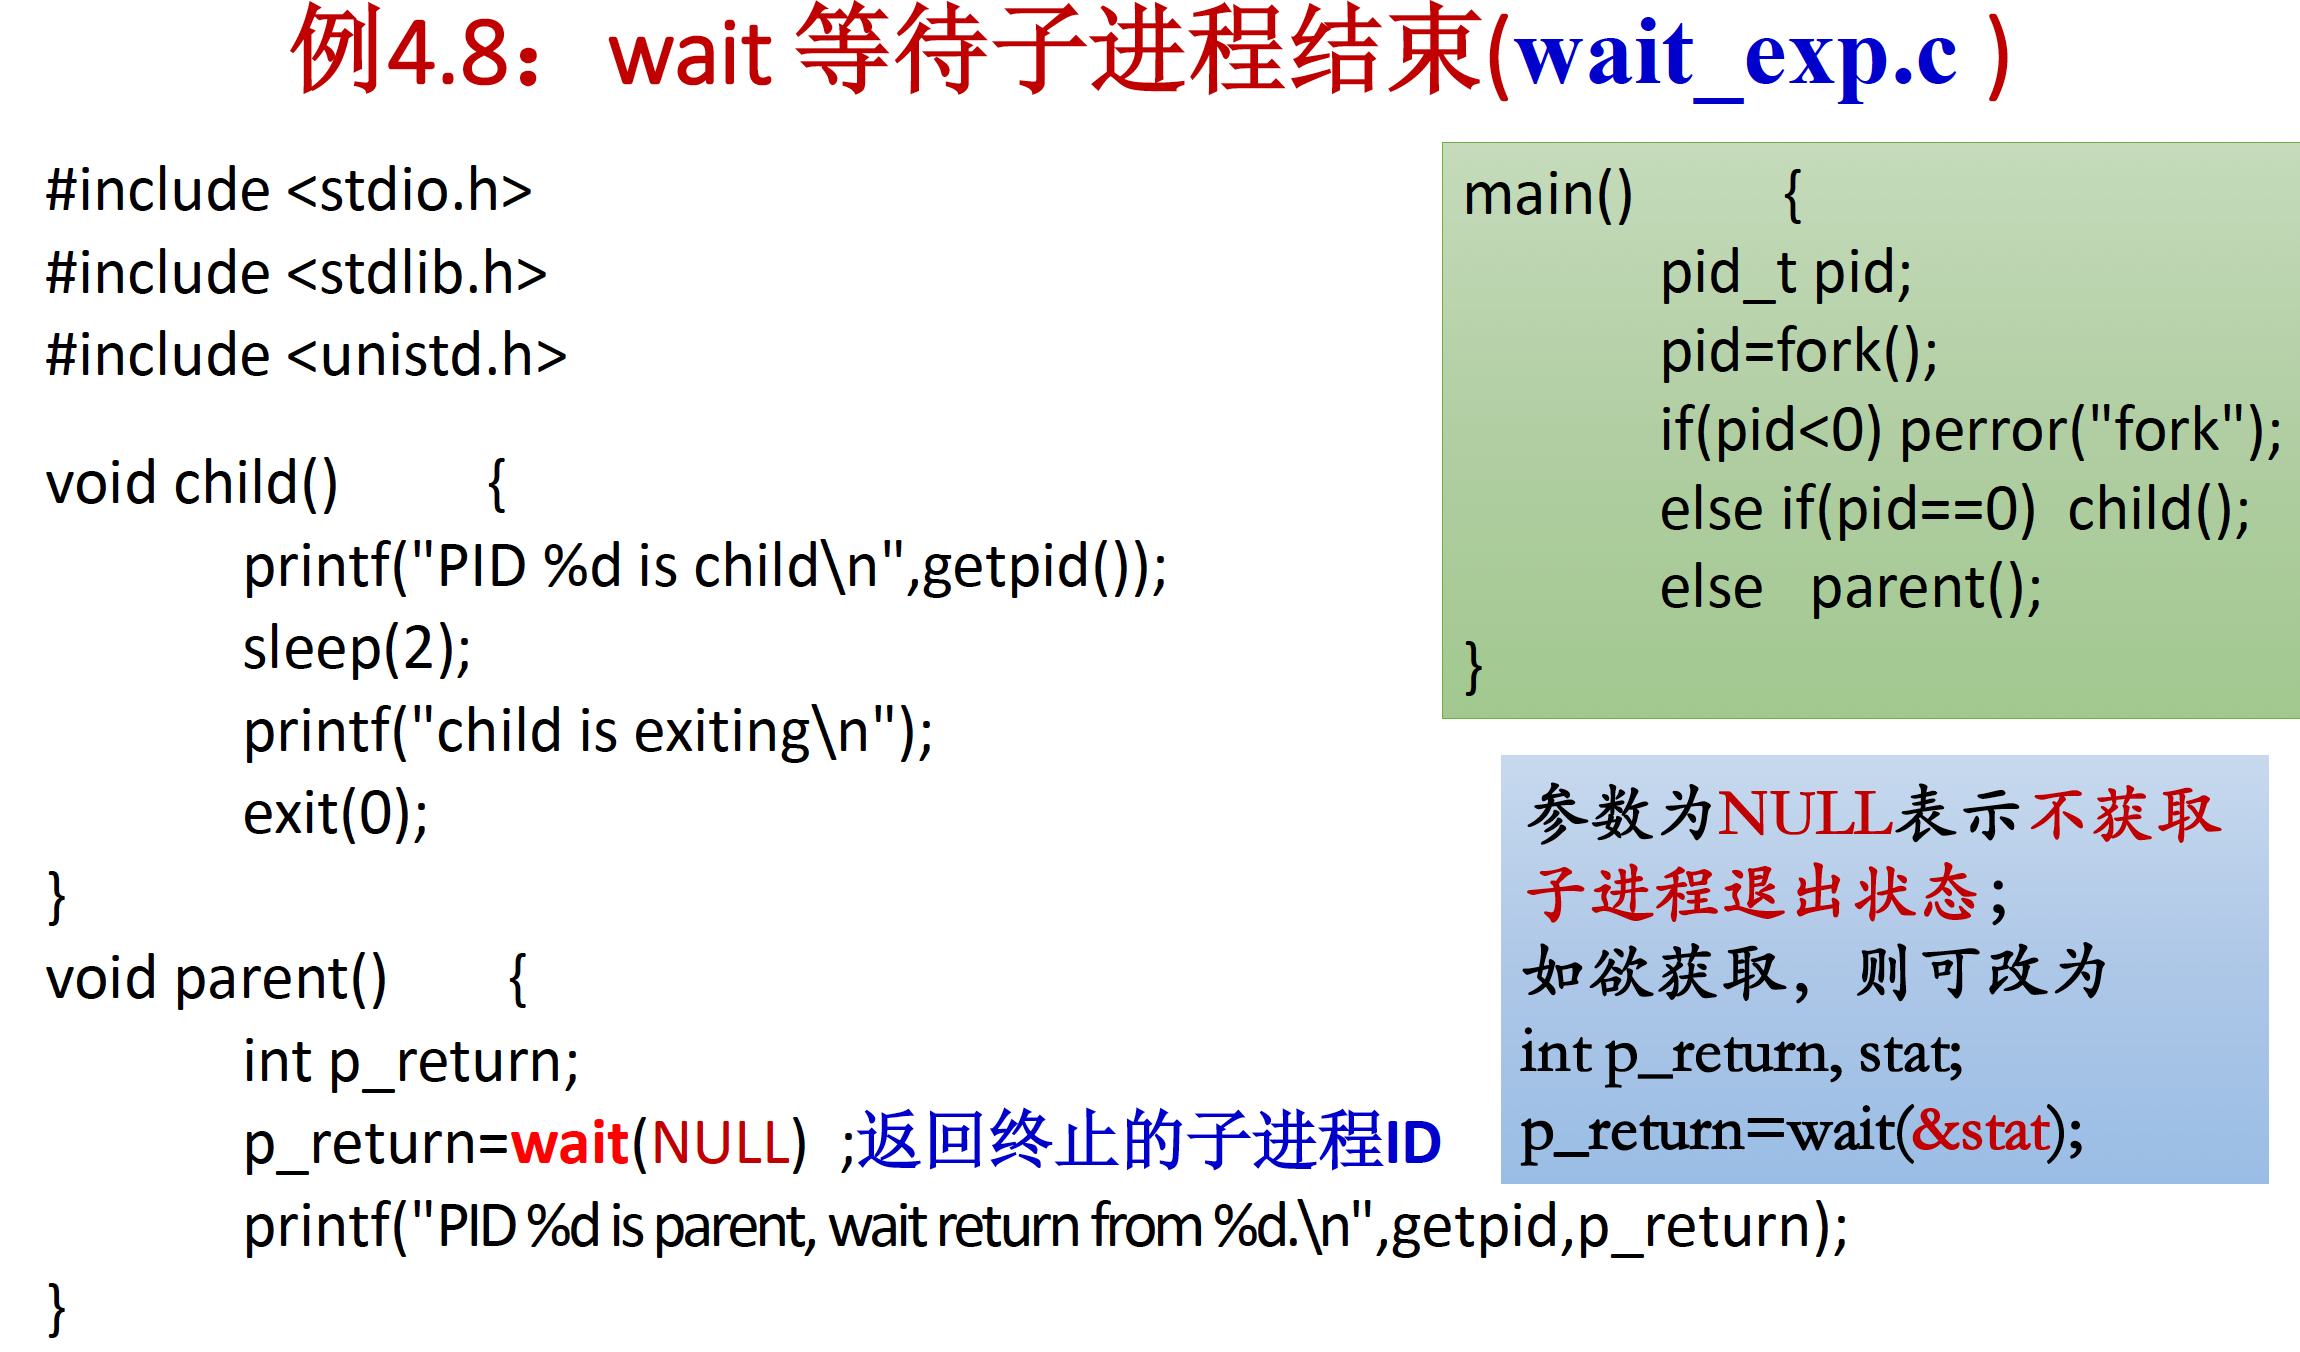 例4.8：wait 等待子进程结束(wait_exp.c )
#include <stdio.h>
#include <stdlib.h>
#include <unistd.h>
void child() {
printf("PID %d is child\n",getpid());
sleep(2);
printf("child is exiting\n");
exit(0);
}
void parent() {
int p_return;
p_return=wait(NULL) ;返回终止的子进程ID
printf("PID %d is parent, wait return from %d.\n",getpid,p_return);
}
main() {
pid_t pid;
pid=fork();
if(pid<0) perror("fork");
else if(pid==0) child();
else parent();
}
参数为NULL表示不获取
子进程退出状态；
如欲获取，则可改为
int p_return, stat;
p_return=wait(&stat);